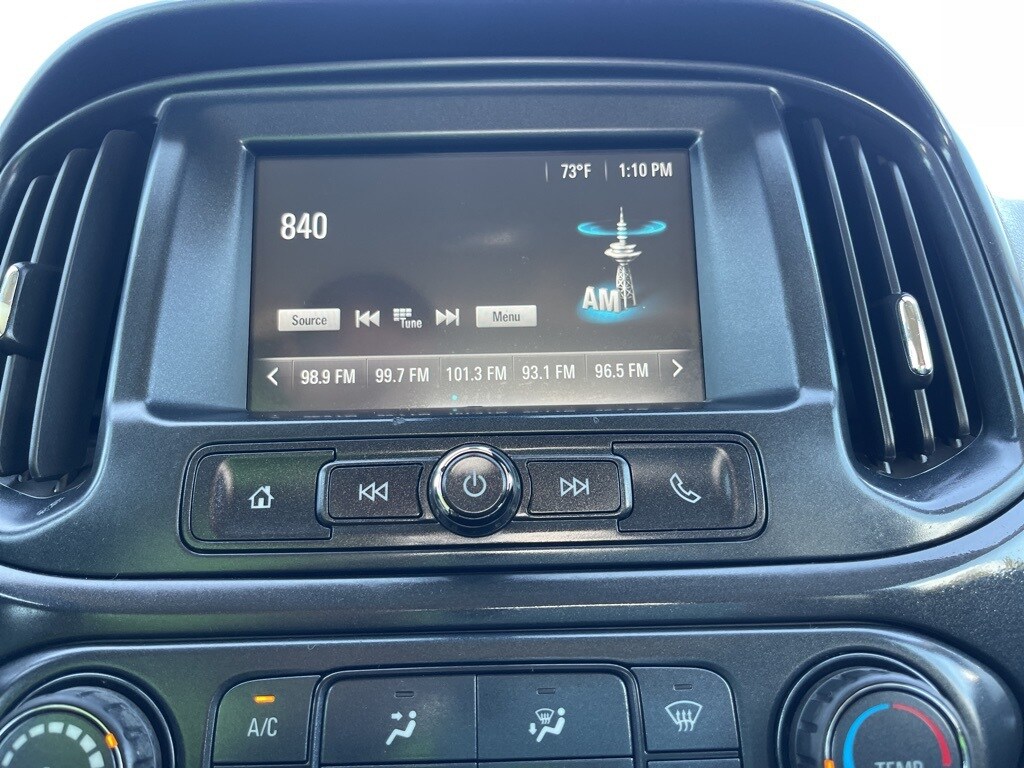 73°F 1:10 PM
840
AM
Source Tune Menu
98.9 FM 99.7 FM 101.3 FM 93.1 FM 96.5 FM
A/C
TEMP